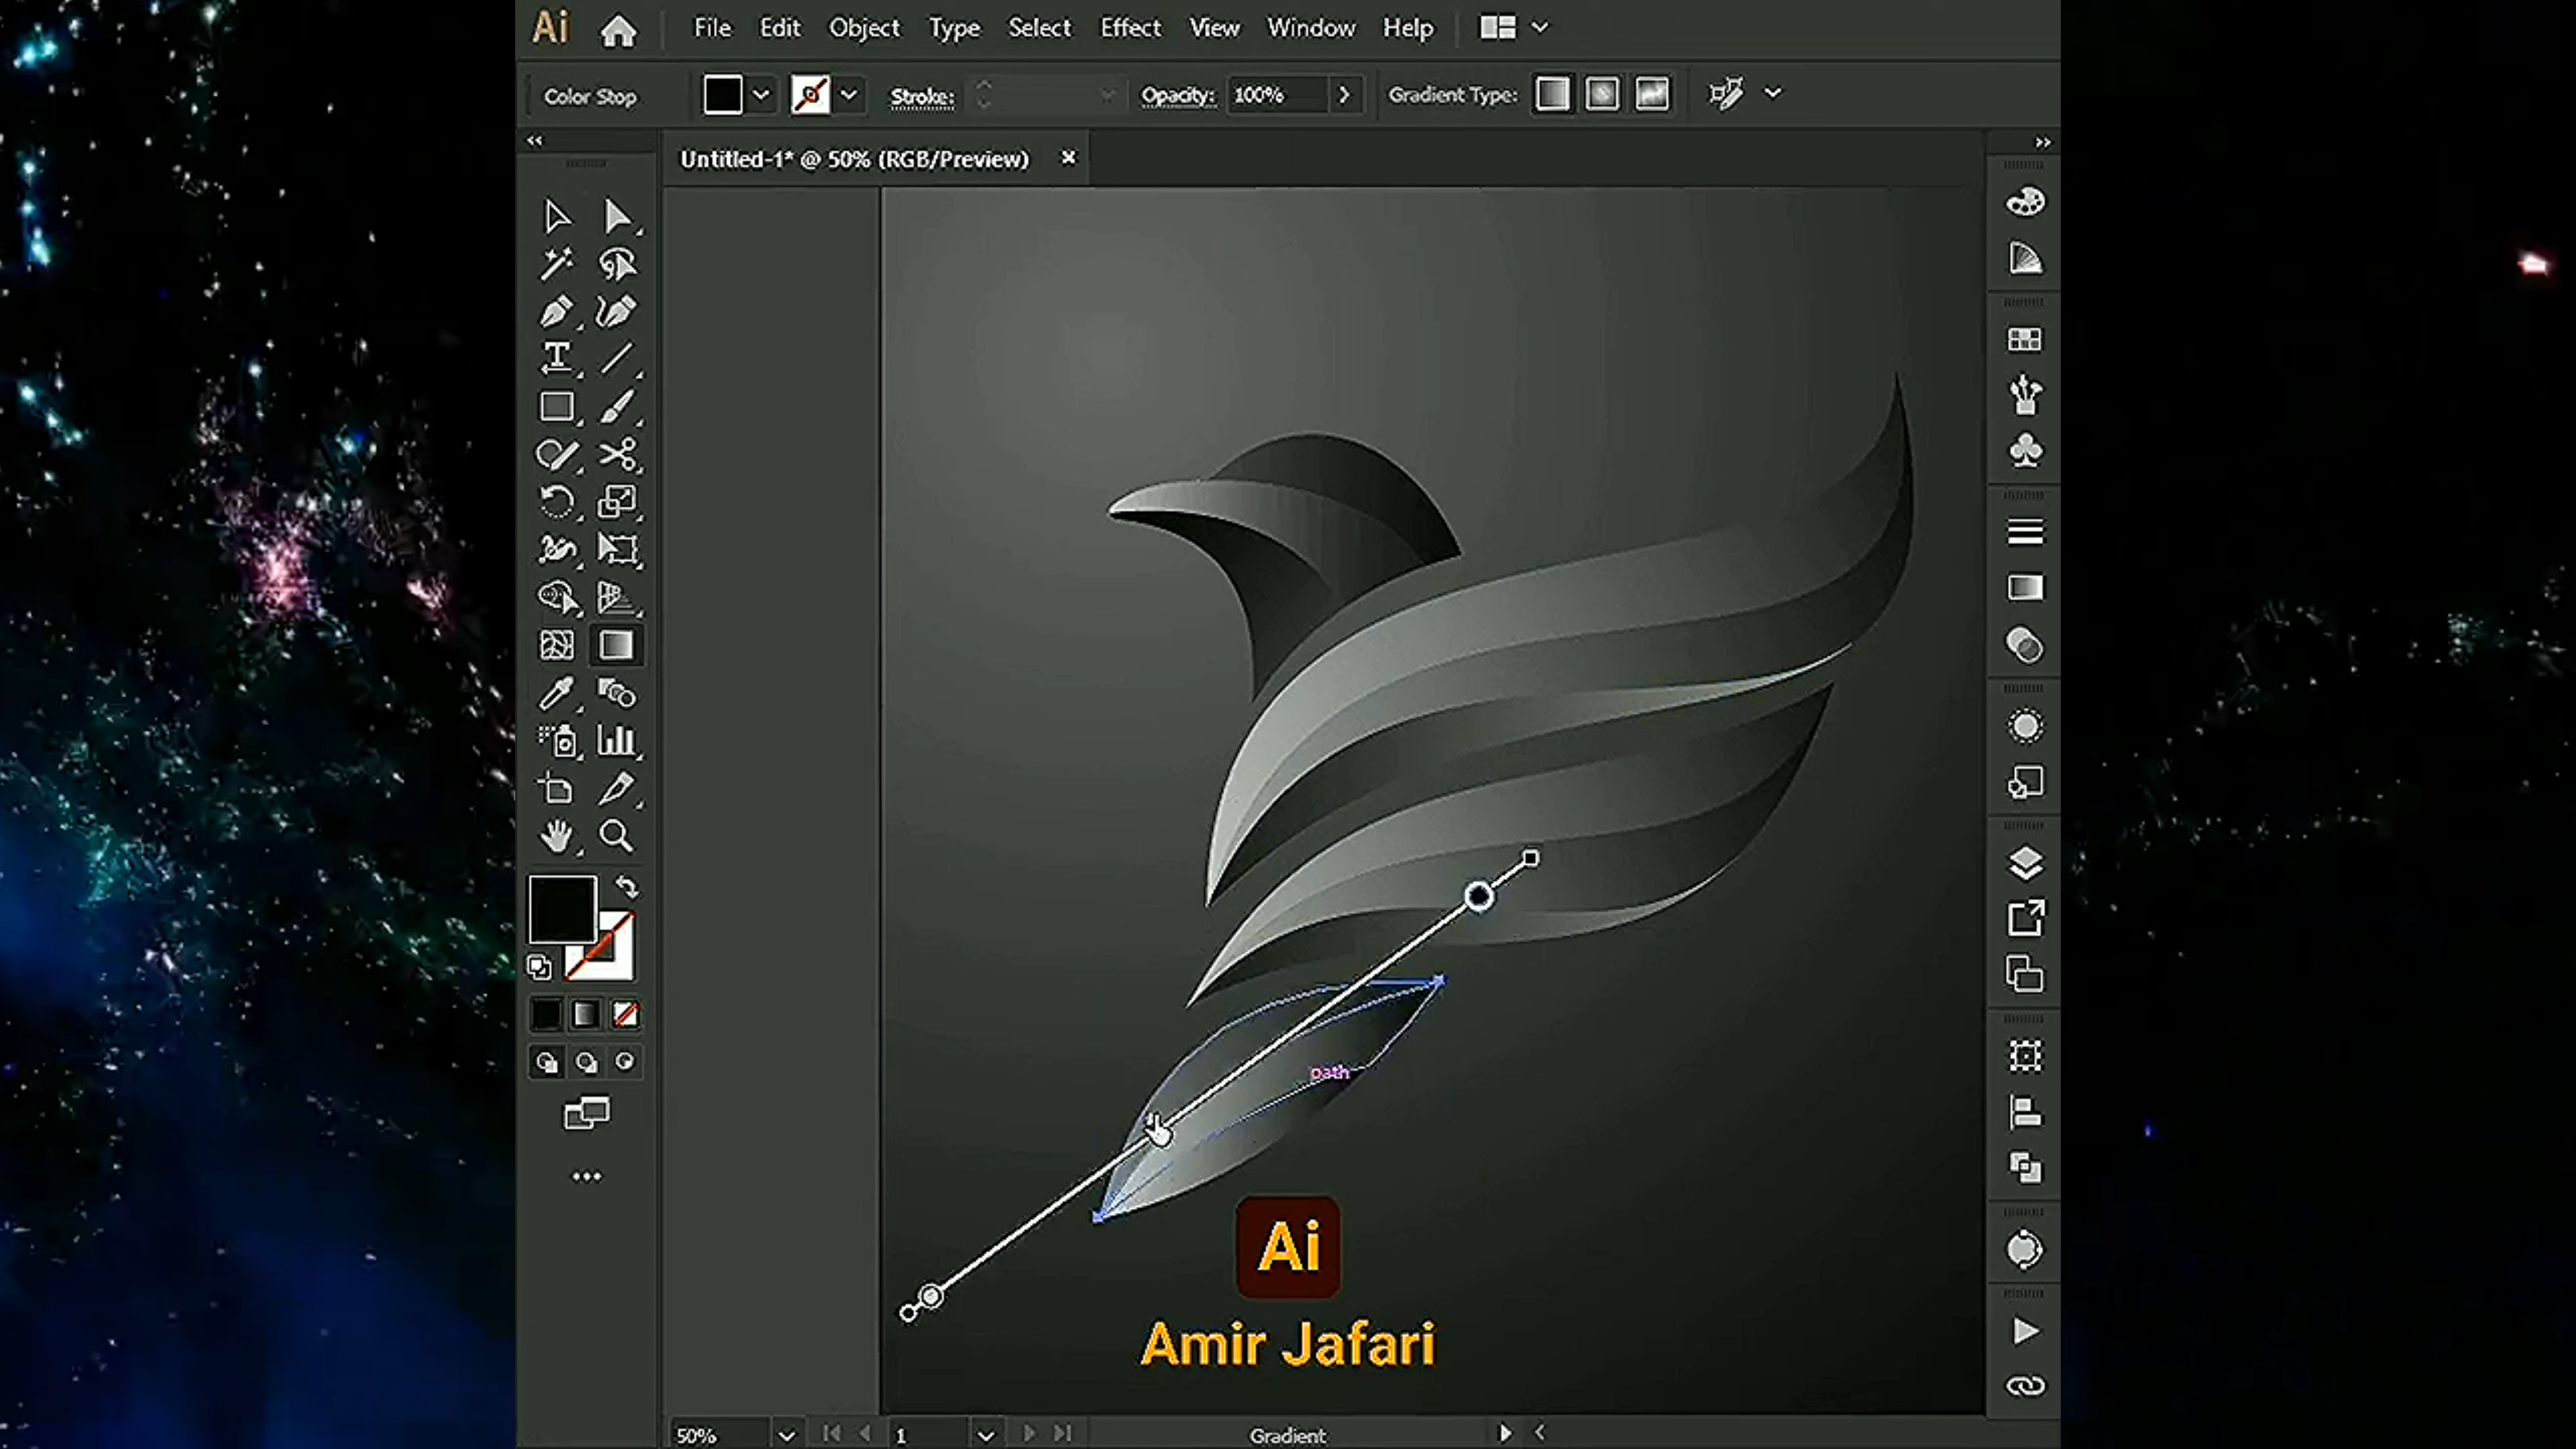 Ai File Edit Object Type Select Effect View Window Help
Color Stop Stroke: Opacity: 100% Gradient Type:
Untitled-1* @ 50% (RGB/Preview) ×
path
Ai
Amir Jafari
50% 1 Gradient